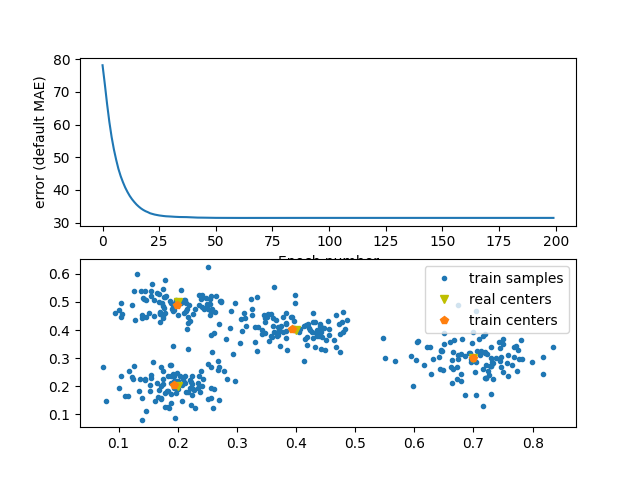 80
70
60
50
40
30
error (default MAE)
0 25 50 75 100 125 150 175 200
Epoch number
0.6
0.5
0.4
0.3
0.2
0.1
train samples
real centers
train centers
0.1 0.2 0.3 0.4 0.5 0.6 0.7 0.8